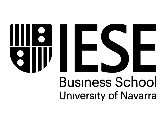 IESE
Business School
University of Navarra